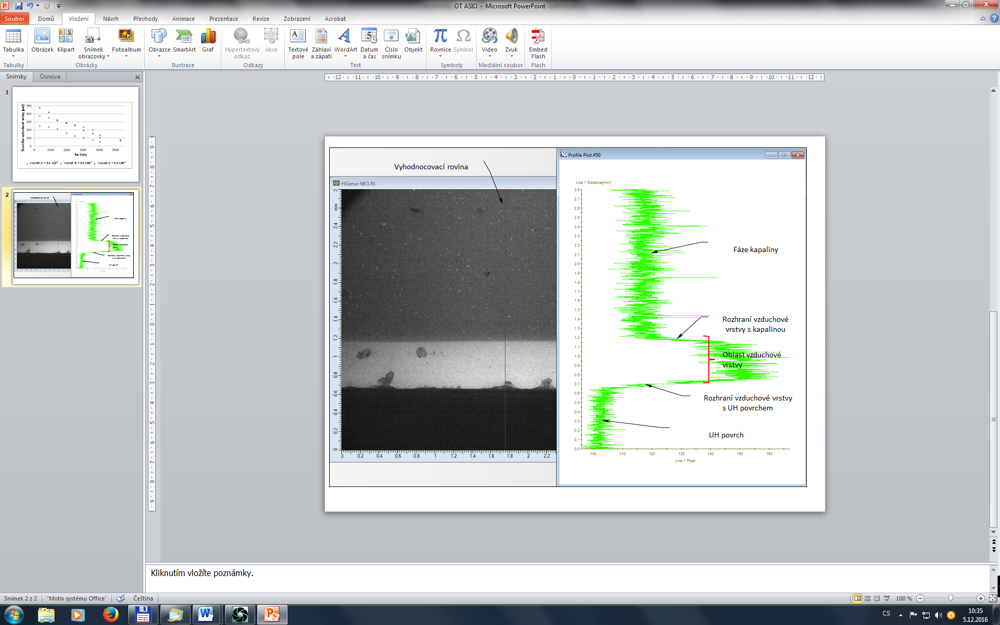 OT ASIO - Microsoft PowerPoint
Soubor Domů Vložení Návrh Přechody Animace Prezentace Revize Zobrazení Acrobat
Tabulka
Obrázek Klipart Snímek obrazovky Fotoalbum
Obrazce SmartArt Graf
Hypertextový odkaz Akce
Textové pole Záhlaví a zápatí WordArt Datum a čas Číslo snímku Objekt
Rovnice Symbol
Video Zvuk
Embed Flash
Tabulky Obrázky Ilustrace Odkazy Text Symboly Mediální soubor Flash
Snímky Osnova
1
Tloušťka vzduchové vrstvy [µm]
500
400
300
200
100
0
0 1000 2000 3000 4000 5000
Re číslo
Vzorek A – CA 110° Vzorek B – CA 150° Vzorek C – CA 160°
2
12 11 10 9 8 7 6 5 4 3 2 1 0 1 2 3 4 5 6 7 8 9 10 11 12
9 8 7 6 5 4 3 2 1 0 1 2 3 4 5 6 7 8 9
Vyhodnocovací rovina
HiSense NEO.#1
mm
2.4
2.2
2
1.8
1.6
1.4
1.2
1
0.8
0.6
0.4
0.2
0
0 0.2 0.4 0.6 0.8 1 1.2 1.4 1.6 1.8 2 2.2
Profile Plot.#50
Line 1 Distance[mm]
2.8
2.7
2.6
2.5
2.4
2.3
2.2
2.1
2.0
1.9
1.8
1.7
1.6
1.5
1.4
1.3
1.2
1.1
1.0
0.9
0.8
0.7
0.6
0.5
0.4
0.3
0.2
0.1
0.0
100 110 120 130 140 150 160
Line 1 Pixel
Fáze kapaliny
Rozhraní vzduchové
vrstvy s kapalinou
Oblast vzduchové
vrstvy
Rozhraní vzduchové vrstvy
s UH povrchem
UH povrch
Kliknutím vložíte poznámky.
Snímek 2 z 2 "Motiv systému Office" Čeština 100 %
CS 10:35
5.12.2016